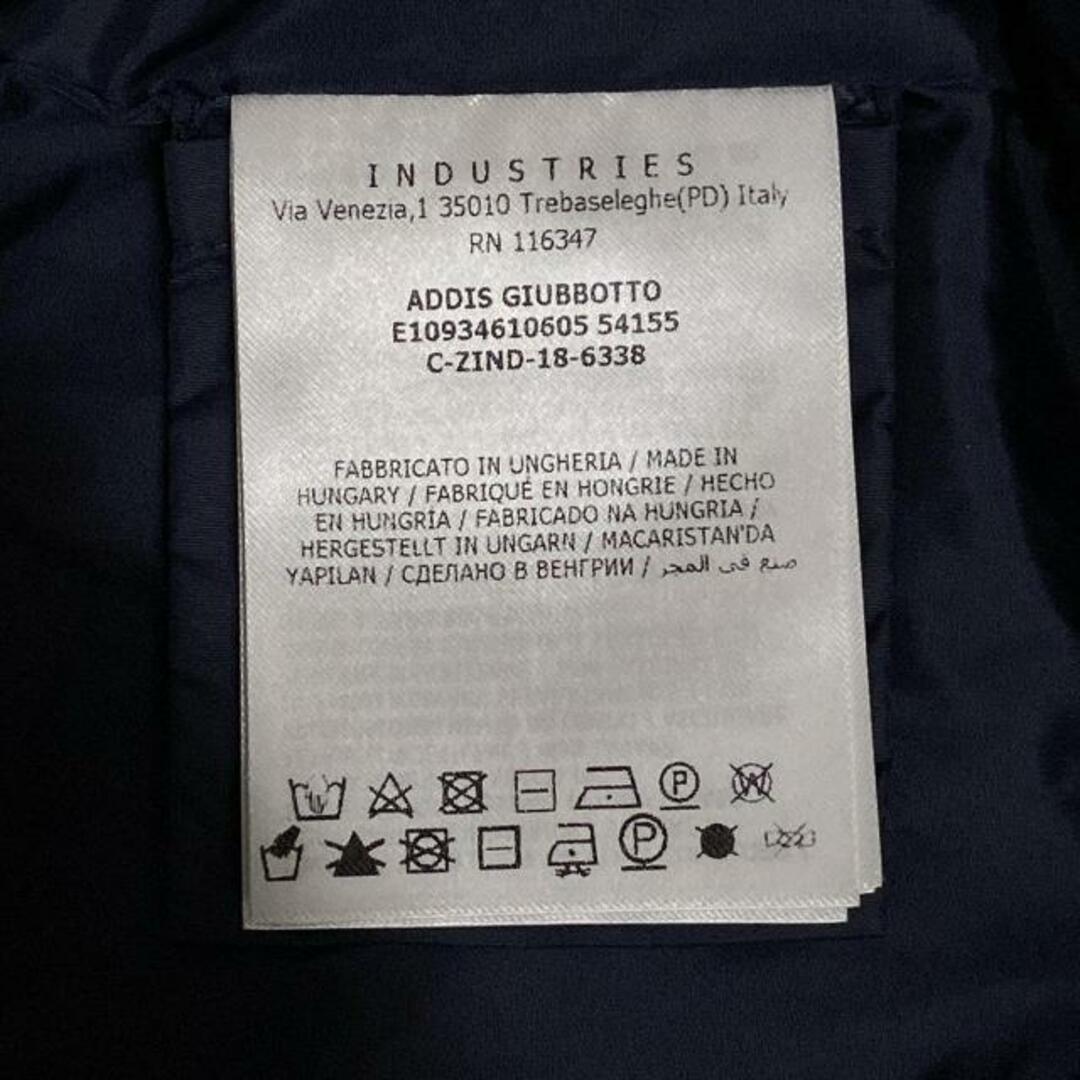 INDUSTRIES
Via Venezia,1 35010 Trebaseleghe(PD) Italy
RN 116347
ADDIS GIUBBOTTO
E10934610605 54155
C-ZIND-18-6338
FABBRICATO IN UNGHERIA / MADE IN
HUNGARY / FABRIQUÉ EN HONGRIE / HECHO
EN HUNGRÍA / FABRICADO NA HUNGRIA /
HERGESTELLT IN UNGARN / MACARISTAN'DA
YAPILAN / СДЕЛАНО В ВЕНГРИИ / صنع في المجر
P W
P